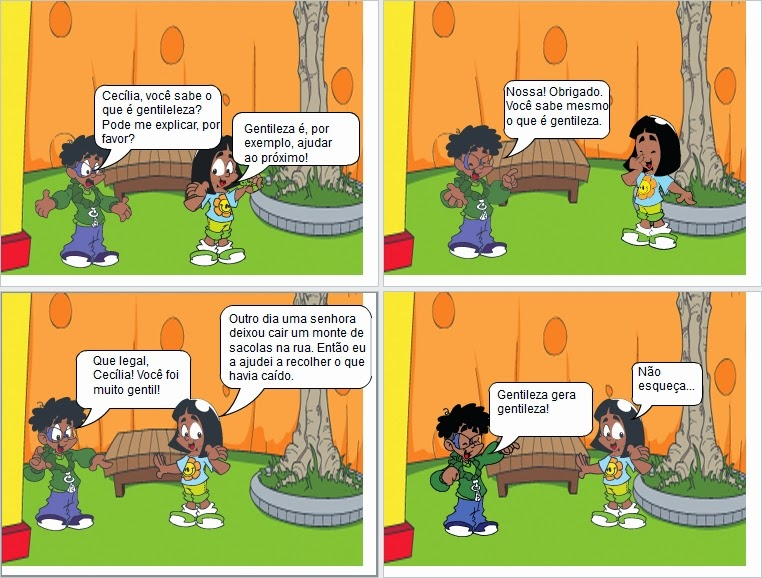 Cecília, você sabe o
que é gentileleza?
Pode me explicar, por
favor?
Gentileza é, por
exemplo, ajudar
ao próximo!
Nossa! Obrigado.
Você sabe mesmo
o que é gentileza.
Outro dia uma senhora
deixou cair um monte de
sacolas na rua. Então eu
a ajudei a recolher o que
havia caído.
Que legal,
Cecília! Você foi
muito gentil!
Não
esqueça...
Gentileza gera
gentileza!